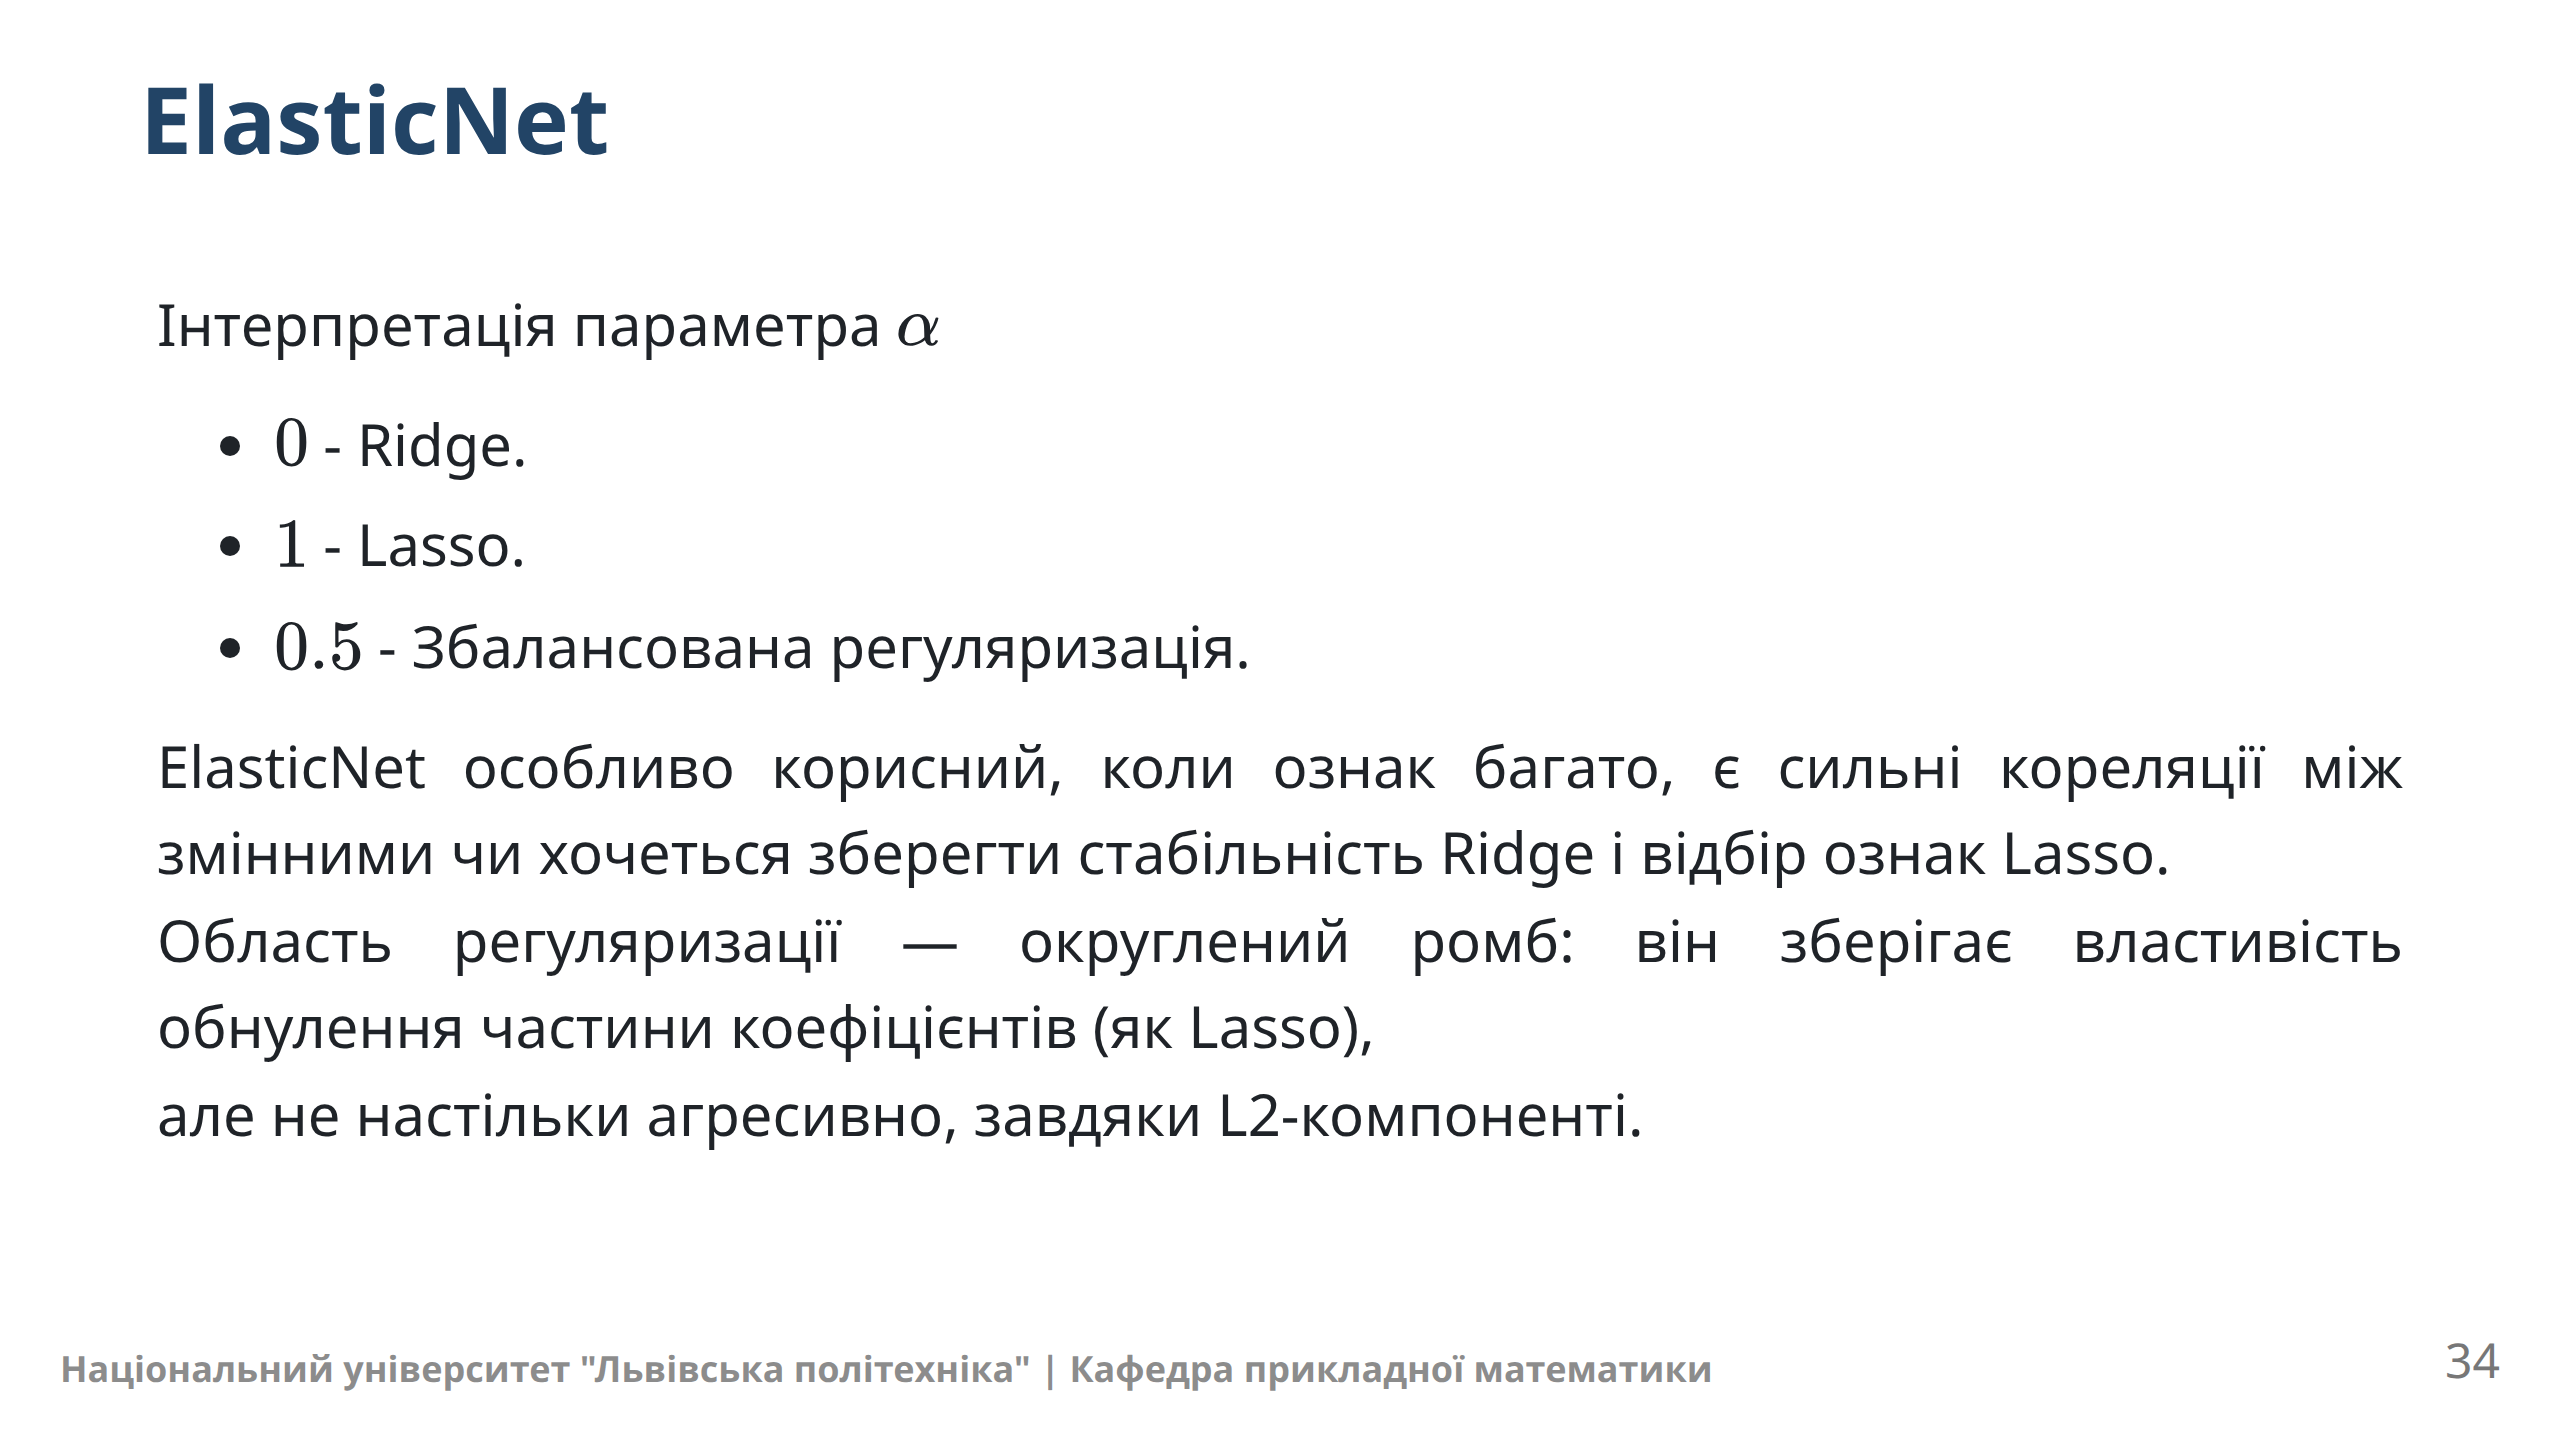 ElasticNet
Інтерпретація параметра α
• 0 - Ridge.
• 1 - Lasso.
• 0.5 - Збалансована регуляризація.
ElasticNet особливо корисний, коли ознак багато, є сильні кореляції між
змінними чи хочеться зберегти стабільність Ridge і відбір ознак Lasso.
Область регуляризації — округлений ромб: він зберігає властивість
обнулення частини коефіцієнтів (як Lasso),
але не настільки агресивно, завдяки L2-компоненті.
Національний університет "Львівська політехніка" | Кафедра прикладної математики
34